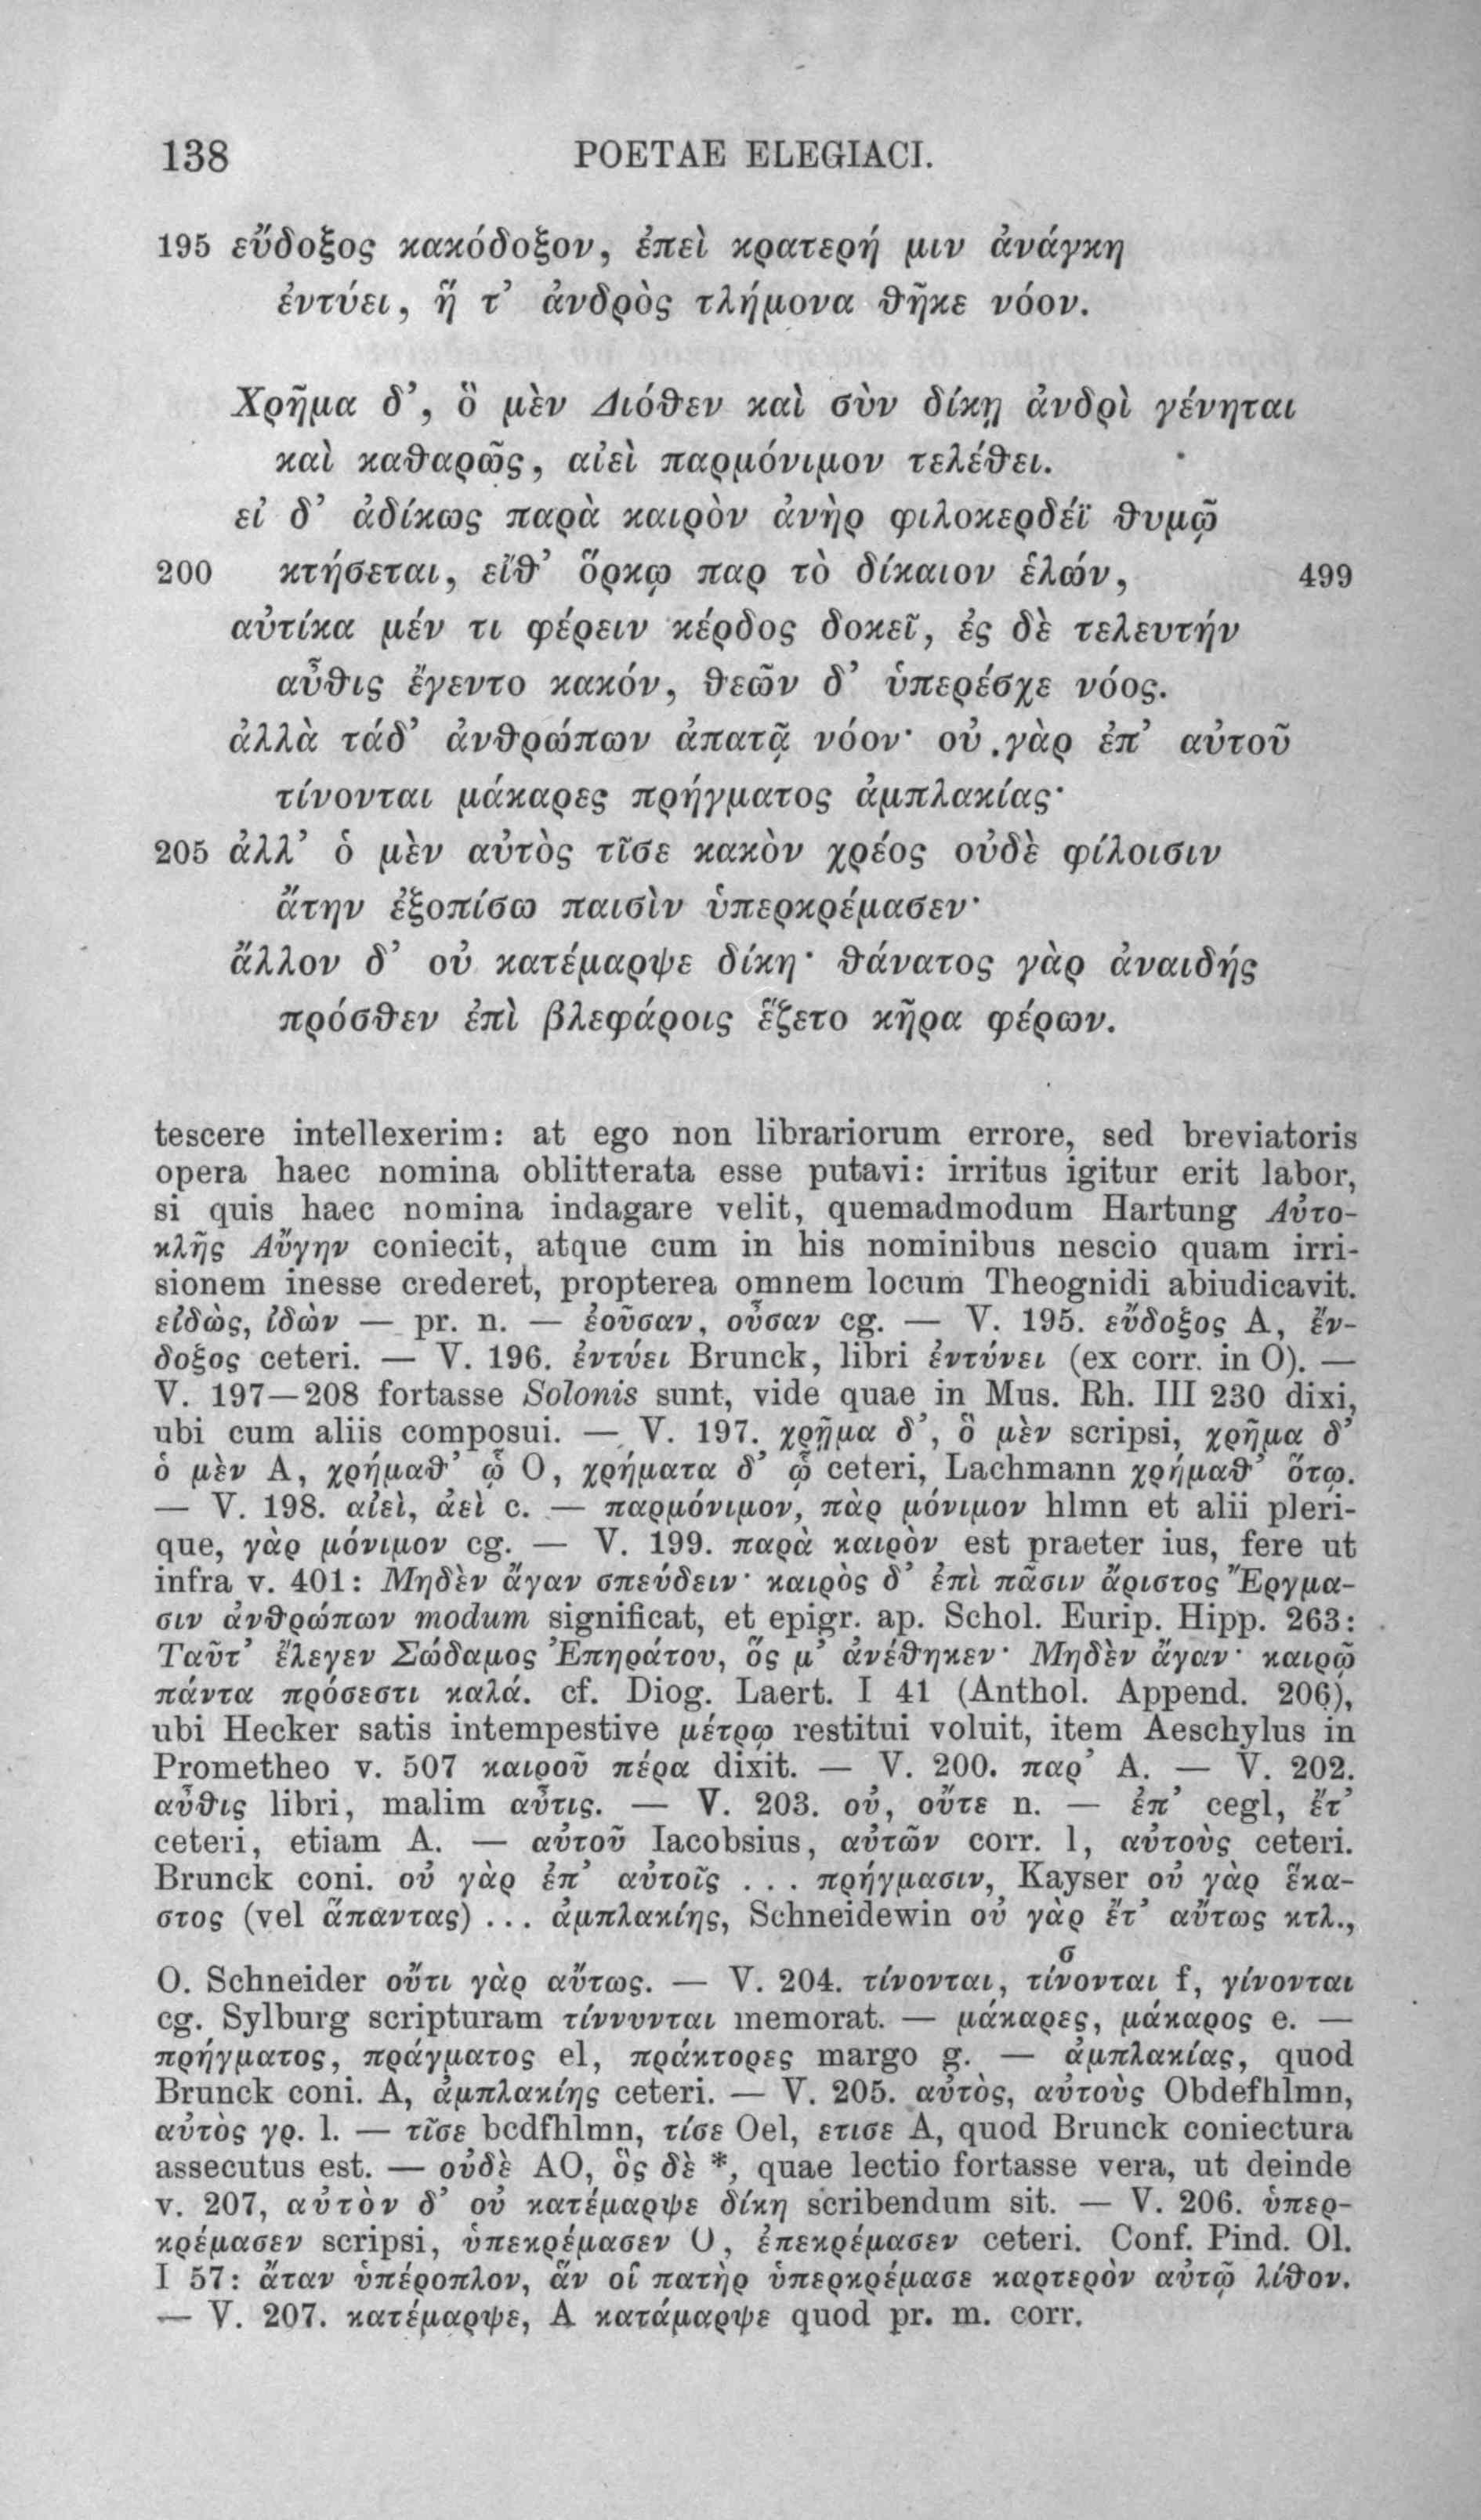 138 POETAE ELEGIACI.
195 εὔδοξος κακόδοξον, ἐπεὶ κρατερή μιν ἀνάγκη
ἐντύει, ἥ τ’ ἀνδρὸς τλήμονα θῆκε νόον.
Χρῆμα δ’, ὃ μὲν Διόθεν καὶ σὺν δίκῃ ἀνδρὶ γένηται
καὶ καθαρῶς, αἰεὶ παρμόνιμον τελέθει.
εἰ δ’ ἀδίκως παρὰ καιρὸν ἀνὴρ φιλοκερδέϊ θυμῷ
200 κτήσεται, εἴθ’ ὅρκῳ παρ τὸ δίκαιον ἑλών, 499
αὐτίκα μέν τι φέρειν κέρδος δοκεῖ, ἐς δὲ τελευτήν
αὖθις ἔγεντο κακόν, θεῶν δ’ ὑπερέσχε νόος.
ἀλλὰ τάδ’ ἀνθρώπων ἀπατᾷ νόον· οὐ γὰρ ἐπ’ αὐτοῦ
τίνονται μάκαρες πρήγματος ἀμπλακίας·
205 ἀλλ’ ὁ μὲν αὐτὸς τῖσε κακὸν χρέος οὐδὲ φίλοισιν
ἄτην ἐξοπίσω παισὶν ὑπερκρέμασεν·
ἄλλον δ’ οὐ κατέμαρψε δίκη· θάνατος γὰρ ἀναιδής
πρόσθεν ἐπὶ βλεφάροις ἕζετο κῆρα φέρων.
tescere intellexerim: at ego non librariorum errore, sed breviatoris
opera haec nomina oblitterata esse putavi: irritus igitur erit labor,
si quis haec nomina indagare velit, quemadmodum Hartung Αὐτο-
κλῆς Αὔγην coniecit, atque cum in his nominibus nescio quam irri-
sionem inesse crederet, propterea omnem locum Theognidi abiudicavit.
εἰδὼς, ἰδὼν — pr. n. — ἐοῦσαν, οὖσαν cg. — V. 195. εὔδοξος A, ἔν-
δοξος ceteri. — V. 196. ἐντύει Brunck, libri ἐντύνει (ex corr. in O). —
V. 197—208 fortasse Solonis sunt, vide quae in Mus. Rh. III 230 dixi,
ubi cum aliis composui. — V. 197. χρῆμα δ’, ὃ μὲν scripsi, χρῆμα δ’
ὁ μὲν A, χρήμαθ’ ᾧ O, χρήματα δ’ ᾧ ceteri, Lachmann χρήμαθ’ ὅτῳ.
— V. 198. αἰεὶ, ἀεὶ c. — παρμόνιμον, πὰρ μόνιμον hlmn et alii pleri-
que, γὰρ μόνιμον cg. — V. 199. παρὰ καιρὸν est praeter ius, fere ut
infra v. 401: Μηδὲν ἄγαν σπεύδειν· καιρὸς δ’ ἐπὶ πᾶσιν ἄριστος Ἔργμα-
σιν ἀνθρώπων modum significat, et epigr. ap. Schol. Eurip. Hipp. 263:
Ταῦτ’ ἔλεγεν Σώδαμος Ἐπηράτου, ὅς μ’ ἀνέθηκεν· Μηδὲν ἄγαν· καιρῷ
πάντα πρόσεστι καλά. cf. Diog. Laert. I 41 (Anthol. Append. 206),
ubi Hecker satis intempestive μέτρῳ restitui voluit, item Aeschylus in
Prometheo v. 507 καιροῦ πέρα dixit. — V. 200. παρ’ A. — V. 202.
αὖθις libri, malim αὖτις. — V. 203. οὐ, οὔτε n. — ἐπ’ cegl, ἔτ’
ceteri, etiam A. — αὐτοῦ Iacobsius, αὐτῶν corr. l, αὐτοὺς ceteri.
Brunck coni. οὐ γὰρ ἐπ’ αὐτοῖς ... πρήγμασιν, Kayser οὐ γὰρ ἕκα-
στος (vel ἅπαντας) ... ἀμπλακίης, Schneidewin οὐ γὰρ ἔτ’ αὔτως κτλ.,
σ
O. Schneider οὔτι γὰρ αὔτως. — V. 204. τίνονται, τίνονται f, γίνονται
cg. Sylburg scripturam τίννυνται memorat. — μάκαρες, μάκαρος e. —
πρήγματος, πράγματος el, πράκτορες margo g. — ἀμπλακίας, quod
Brunck coni. A, ἀμπλακίης ceteri. — V. 205. αὐτὸς, αὐτοὺς Obdefhlmn,
αὐτὸς γρ. l. — τῖσε bcdfhlmn, τίσε Oel, ετισε A, quod Brunck coniectura
assecutus est. — οὐδὲ AO, ὃς δὲ *, quae lectio fortasse vera, ut deinde
v. 207, αὐτὸν δ’ οὐ κατέμαρψε δίκη scribendum sit. — V. 206. ὑπερ-
κρέμασεν scripsi, ὑπεκρέμασεν O, ἐπεκρέμασεν ceteri. Conf. Pind. Ol.
I 57: ἄταν ὑπέροπλον, ἅν οἱ πατὴρ ὑπερκρέμασε καρτερὸν αὐτῷ λίθον.
— V. 207. κατέμαρψε, A κατάμαρψε quod pr. m. corr.